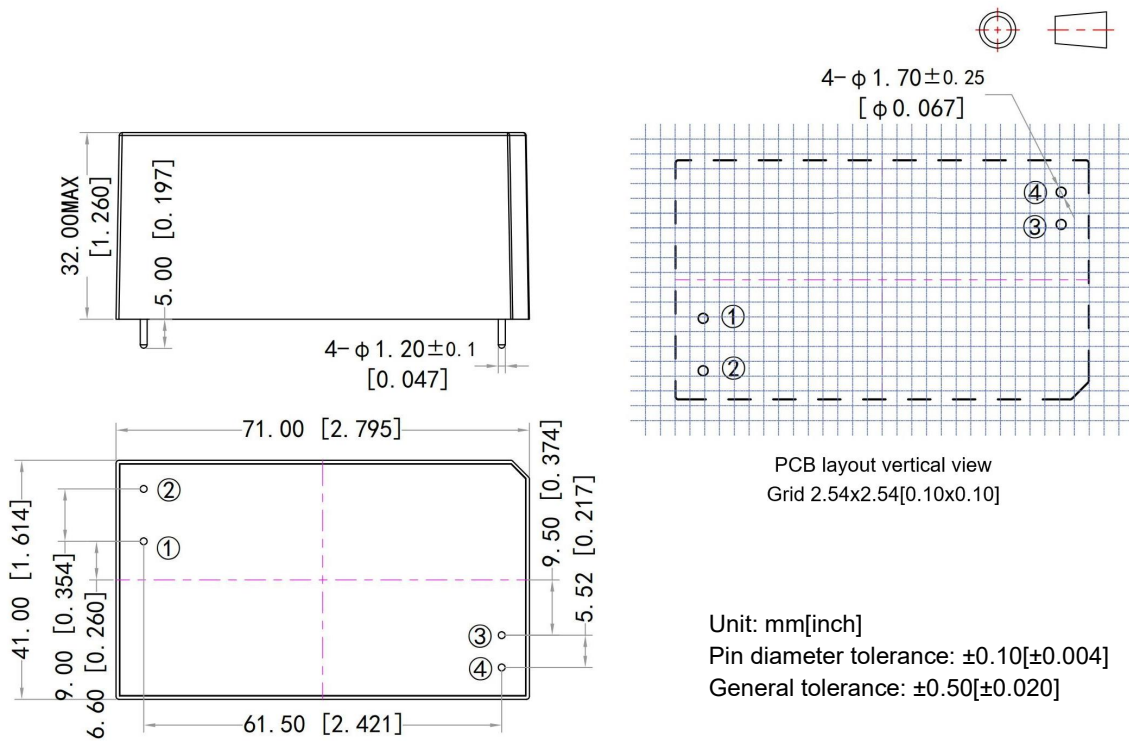 4-φ1.70±0.25
[φ0.067]
32.00MAX
[1.260]
5.00 [0.197]
4-φ1.20±0.1
[0.047]
④
③
①
②
PCB layout vertical view
Grid 2.54x2.54[0.10x0.10]
71.00 [2.795]
41.00 [1.614]
9.00 [0.354]
6.60 [0.260]
②
①
③
④
9.50 [0.374]
5.52 [0.217]
61.50 [2.421]
Unit: mm[inch]
Pin diameter tolerance: ±0.10[±0.004]
General tolerance: ±0.50[±0.020]